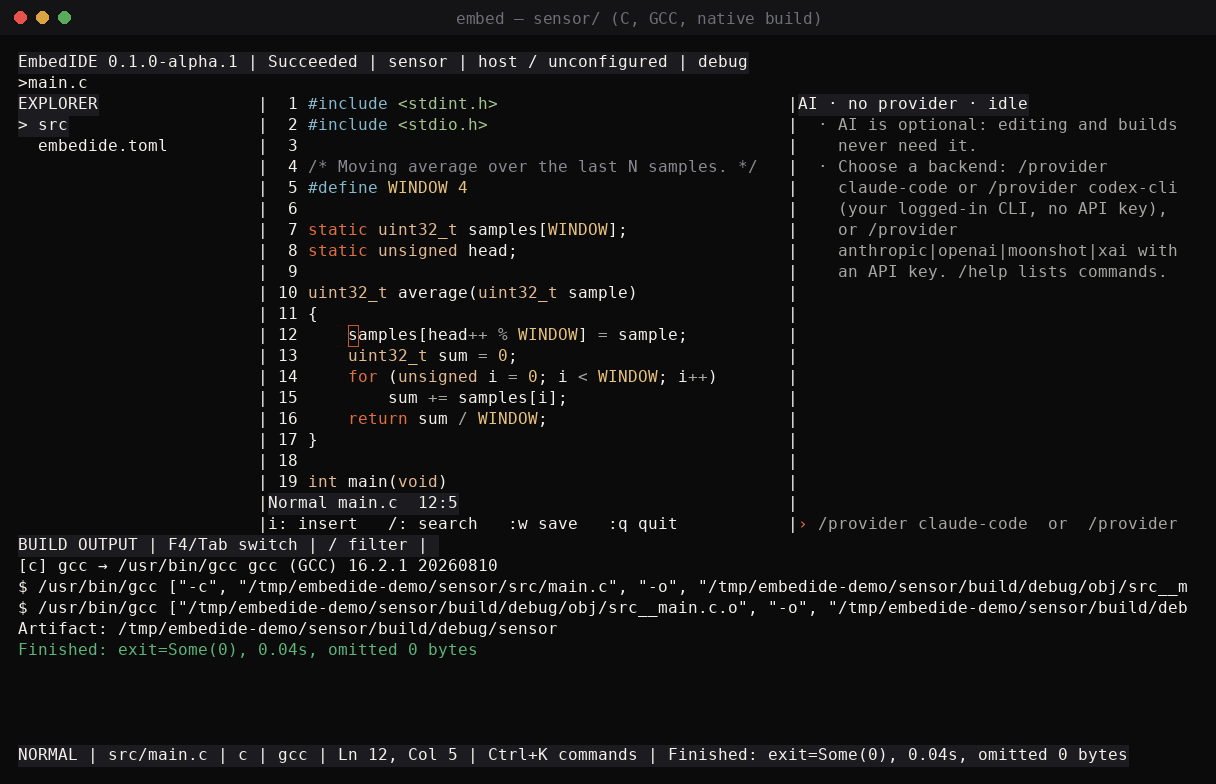 embed — sensor/ (C, GCC, native build)
EmbedIDE 0.1.0-alpha.1 | Succeeded | sensor | host / unconfigured | debug
>main.c
EXPLORER                |  1 #include <stdint.h>                             |AI · no provider · idle
> src                   |  2 #include <stdio.h>                              |  · AI is optional: editing and builds
  embedide.toml         |  3                                                 |    never need it.
                        |  4 /* Moving average over the last N samples. */   |  · Choose a backend: /provider
                        |  5 #define WINDOW 4                                |    claude-code or /provider codex-cli
                        |  6                                                 |    (your logged-in CLI, no API key),
                        |  7 static uint32_t samples[WINDOW];                |    or /provider
                        |  8 static unsigned head;                           |    anthropic|openai|moonshot|xai with
                        |  9                                                 |    an API key. /help lists commands.
                        | 10 uint32_t average(uint32_t sample)               |
                        | 11 {                                               |
                        | 12     samples[head++ % WINDOW] = sample;          |
                        | 13     uint32_t sum = 0;                           |
                        | 14     for (unsigned i = 0; i < WINDOW; i++)       |
                        | 15         sum += samples[i];                      |
                        | 16     return sum / WINDOW;                        |
                        | 17 }                                               |
                        | 18                                                 |
                        | 19 int main(void)                                  |
                        |Normal main.c  12:5                                 |
                        |i: insert   /: search   :w save   :q quit           |› /provider claude-code  or  /provider
BUILD OUTPUT | F4/Tab switch | / filter |
[c] gcc → /usr/bin/gcc gcc (GCC) 16.2.1 20260810
$ /usr/bin/gcc ["-c", "/tmp/embedide-demo/sensor/src/main.c", "-o", "/tmp/embedide-demo/sensor/build/debug/obj/src__m
$ /usr/bin/gcc ["/tmp/embedide-demo/sensor/build/debug/obj/src__main.c.o", "-o", "/tmp/embedide-demo/sensor/build/deb
Artifact: /tmp/embedide-demo/sensor/build/debug/sensor
Finished: exit=Some(0), 0.04s, omitted 0 bytes
NORMAL | src/main.c | c | gcc | Ln 12, Col 5 | Ctrl+K commands | Finished: exit=Some(0), 0.04s, omitted 0 bytes